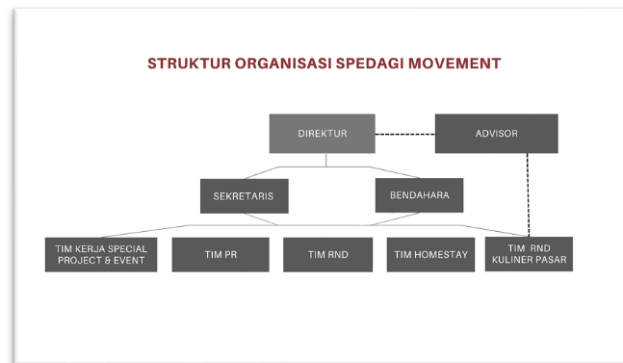 STRUKTUR ORGANISASI SPEDAGI MOVEMENT
DIREKTUR
ADVISOR
SEKRETARIS
BENDAHARA
TIM KERJA SPECIAL
PROJECT & EVENT
TIM PR
TIM RND
TIM HOMESTAY
TIM RND
KULINER PASAR